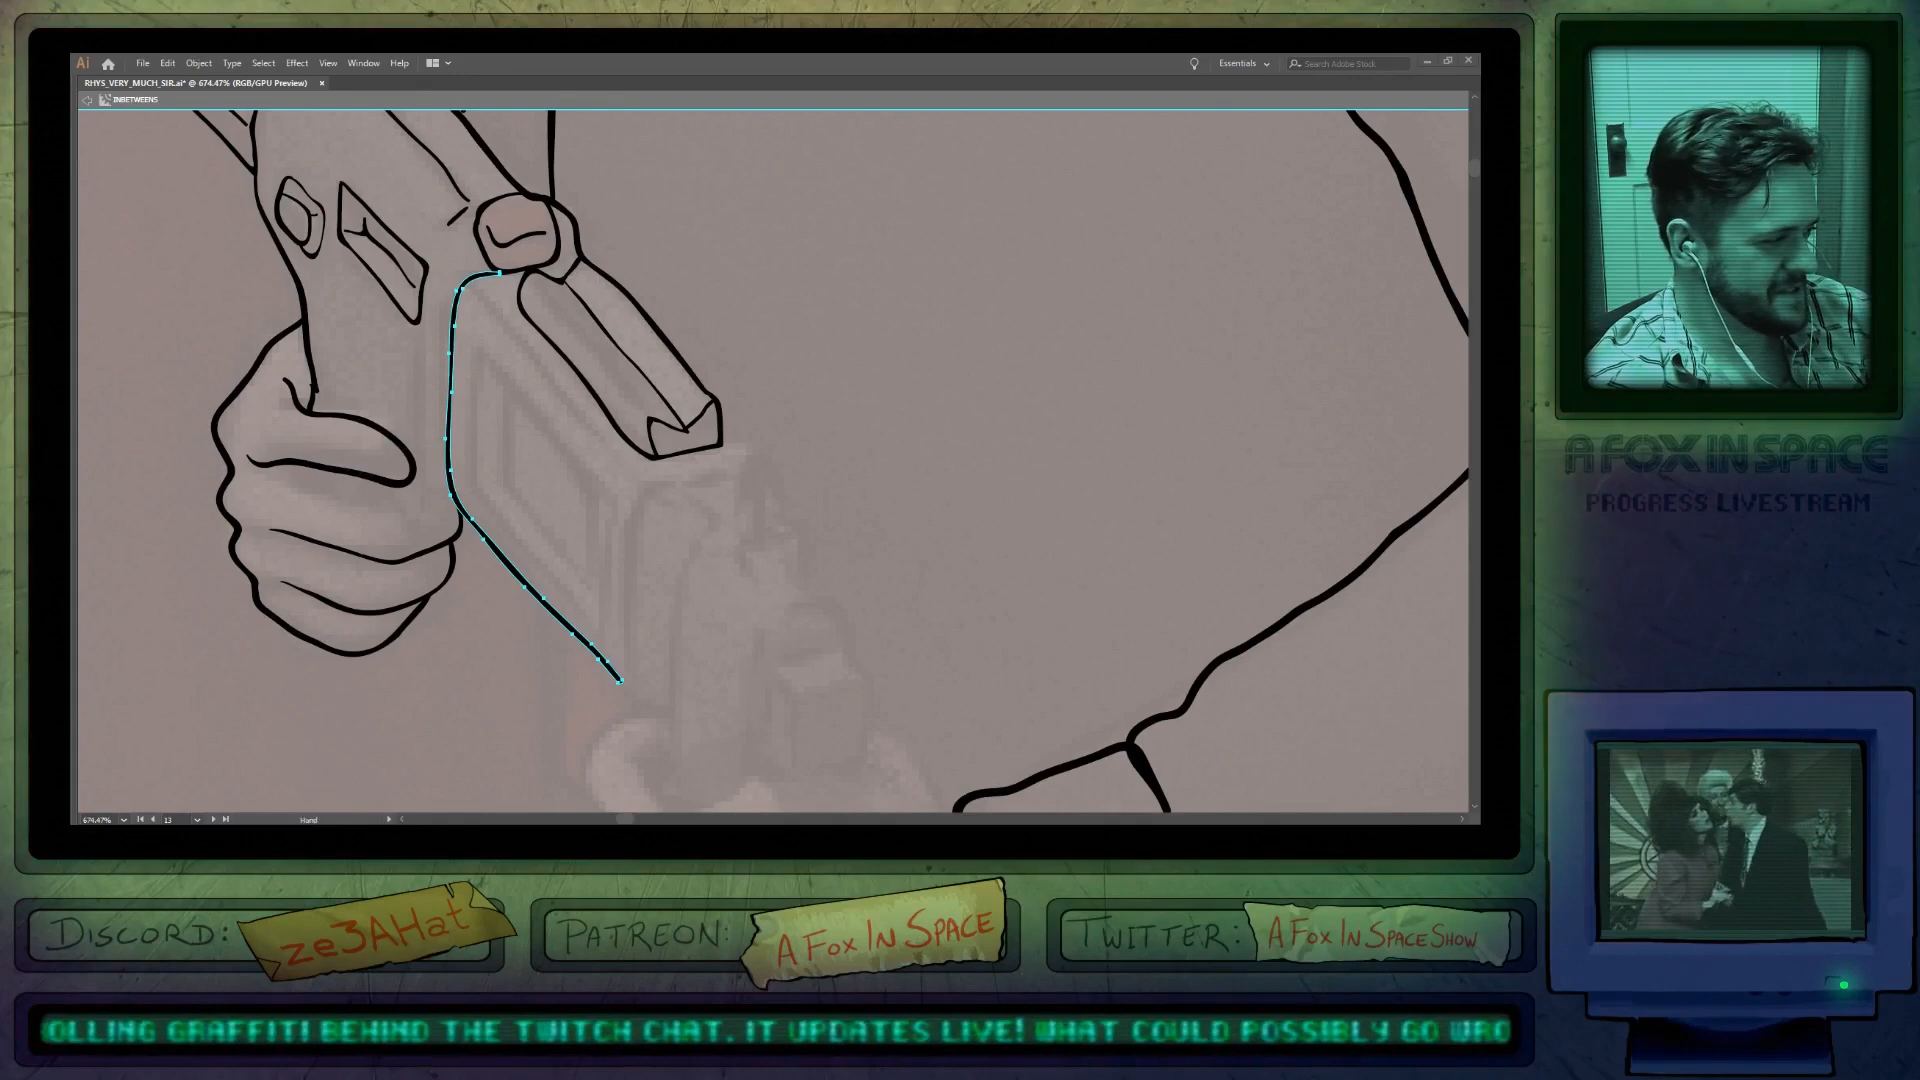 Ai File Edit Object Type Select Effect View Window Help Essentials Search Adobe Stock
RHYS_VERY_MUCH_SIR.ai* @ 674.47% (RGB/GPU Preview) ×
INBETWEENS
674.47% 13 Hand
A FOX IN SPACE
PROGRESS LIVESTREAM
DISCORD: ze3AHat PATREON: A FOX IN SPACE TWITTER: A FOX IN SPACE SHOW
OLLING GRAFFITI BEHIND THE TWITCH CHAT. IT UPDATES LIVE! WHAT COULD POSSIBLY GO WRO